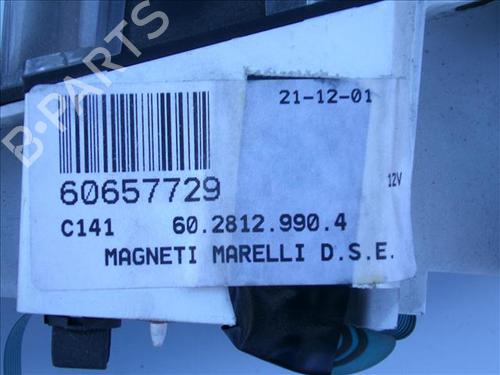 B-PARTS
21-12-01
60657729
12V
C141 60.2812.990.4
MAGNETI MARELLI D.S.E.